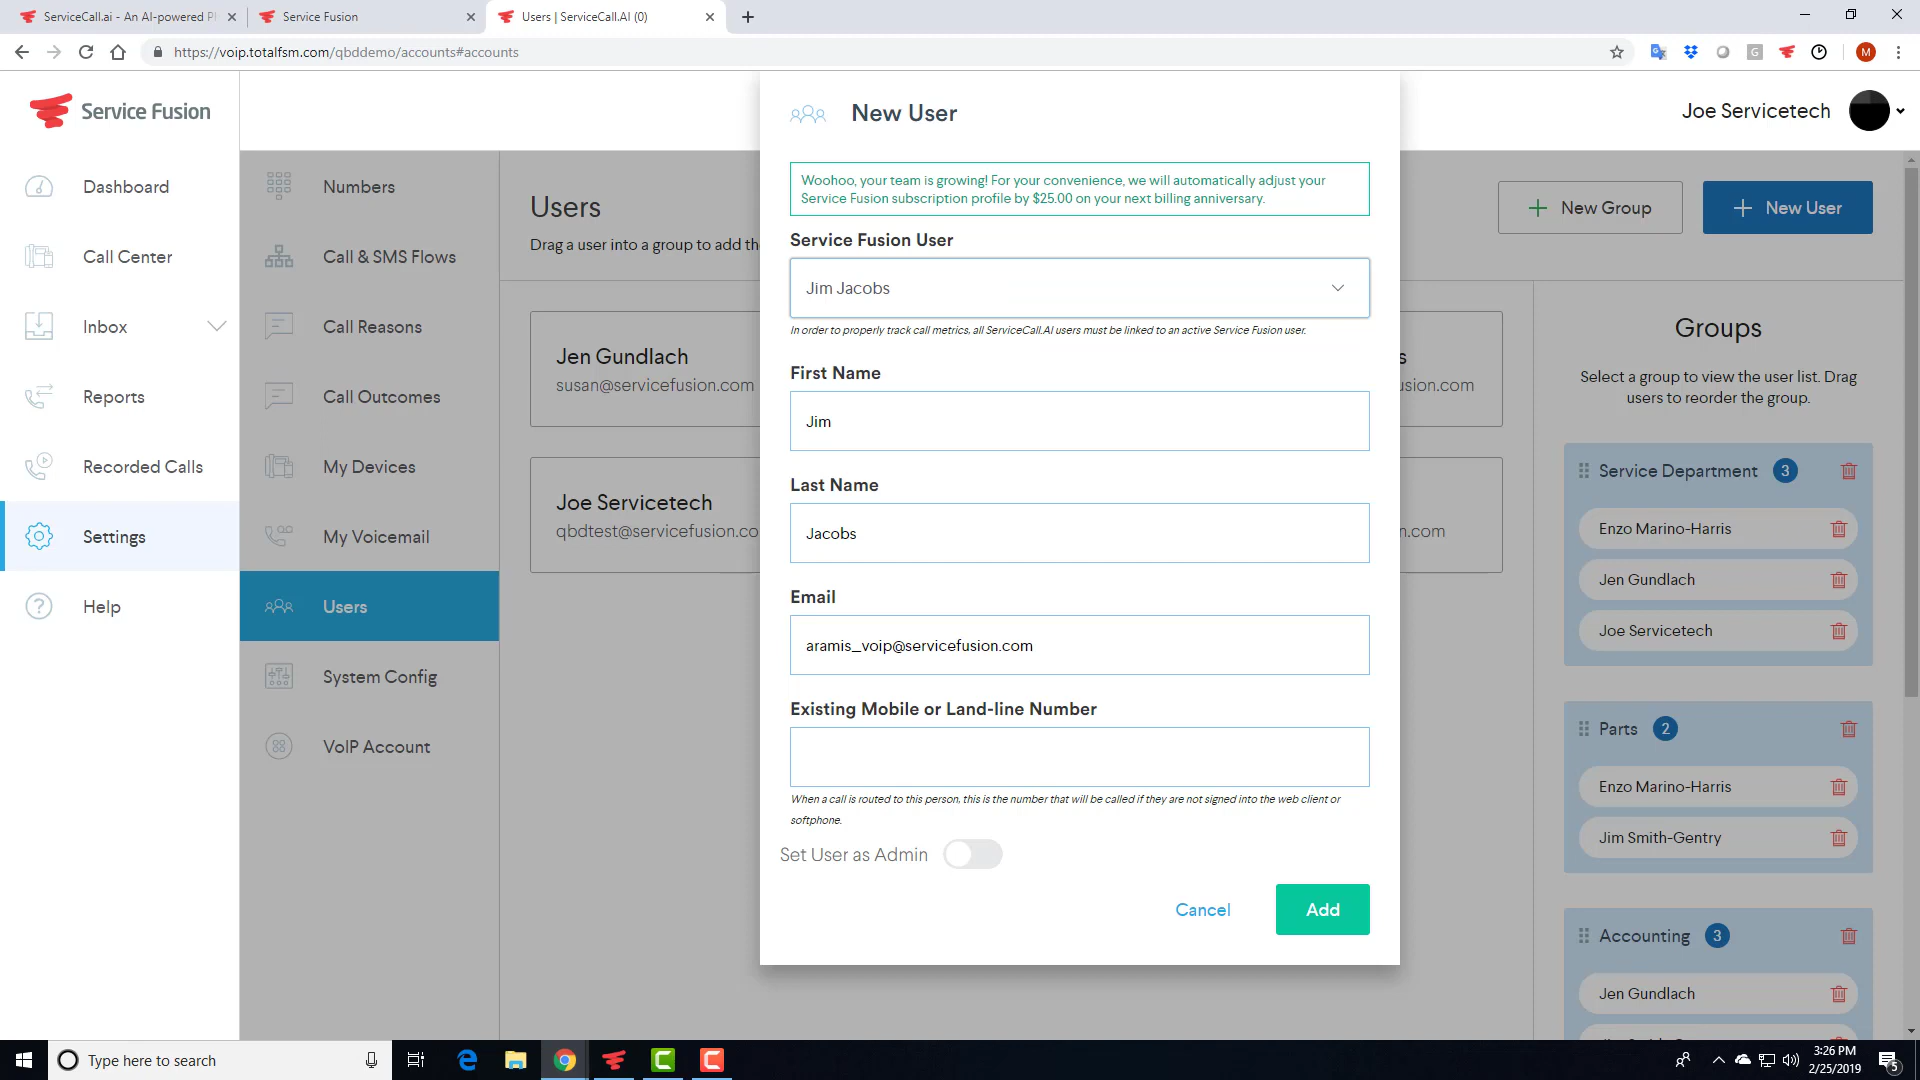 ServiceCall.ai - An AI-powered P
Service Fusion
Users | ServiceCall.AI (0)
https://voip.totalfsm.com/qbddemo/accounts#accounts
G
M
Service Fusion
Joe Servicetech
Dashboard
Call Center
Inbox
Reports
Recorded Calls
Settings
Help
Numbers
Call & SMS Flows
Call Reasons
Call Outcomes
My Devices
My Voicemail
Users
System Config
VoIP Account
Users
Drag a user into a group to add the
New Group
New User
Jen Gundlach
susan@servicefusion.com
Joe Servicetech
qbdtest@servicefusion.co
s
usion.com
n.com
New User
Woohoo, your team is growing! For your convenience, we will automatically adjust your
Service Fusion subscription profile by $25.00 on your next billing anniversary.
Service Fusion User
Jim Jacobs
In order to properly track call metrics, all ServiceCall.AI users must be linked to an active Service Fusion user.
First Name
Jim
Last Name
Jacobs
Email
aramis_voip@servicefusion.com
Existing Mobile or Land-line Number
When a call is routed to this person, this is the number that will be called if they are not signed into the web client or
softphone.
Set User as Admin
Cancel
Add
Groups
Select a group to view the user list. Drag
users to reorder the group.
Service Department 3
Enzo Marino-Harris
Jen Gundlach
Joe Servicetech
Parts 2
Enzo Marino-Harris
Jim Smith-Gentry
Accounting 3
Jen Gundlach
Type here to search
3:26 PM
2/25/2019
5